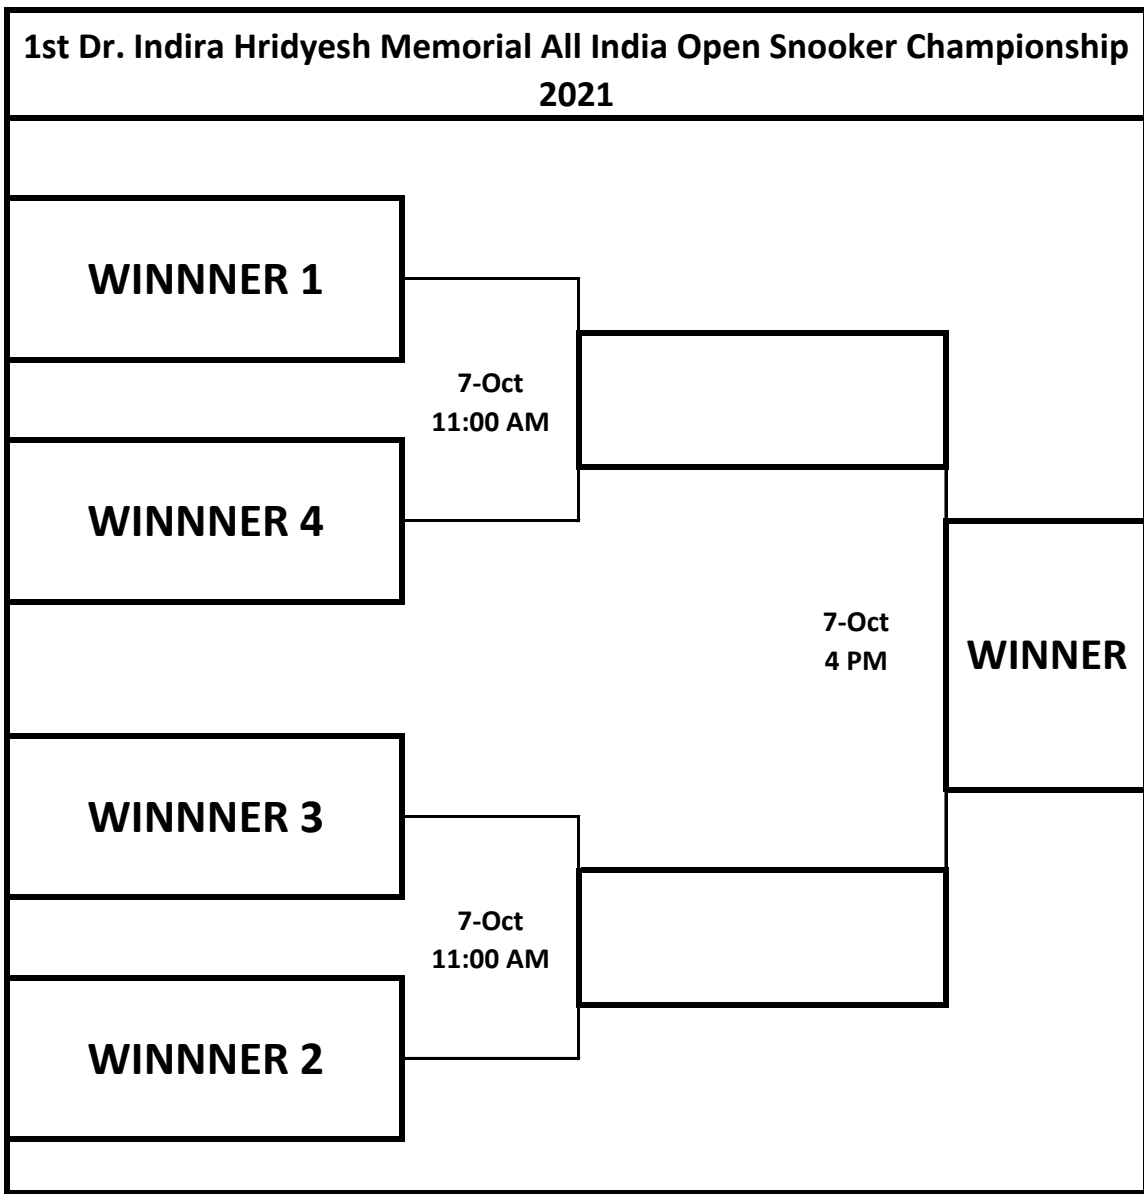 1st Dr. Indira Hridyesh Memorial All India Open Snooker Championship
2021
WINNNER 1
7-Oct
11:00 AM
WINNNER 4
7-Oct
4 PM
WINNER
WINNNER 3
7-Oct
11:00 AM
WINNNER 2